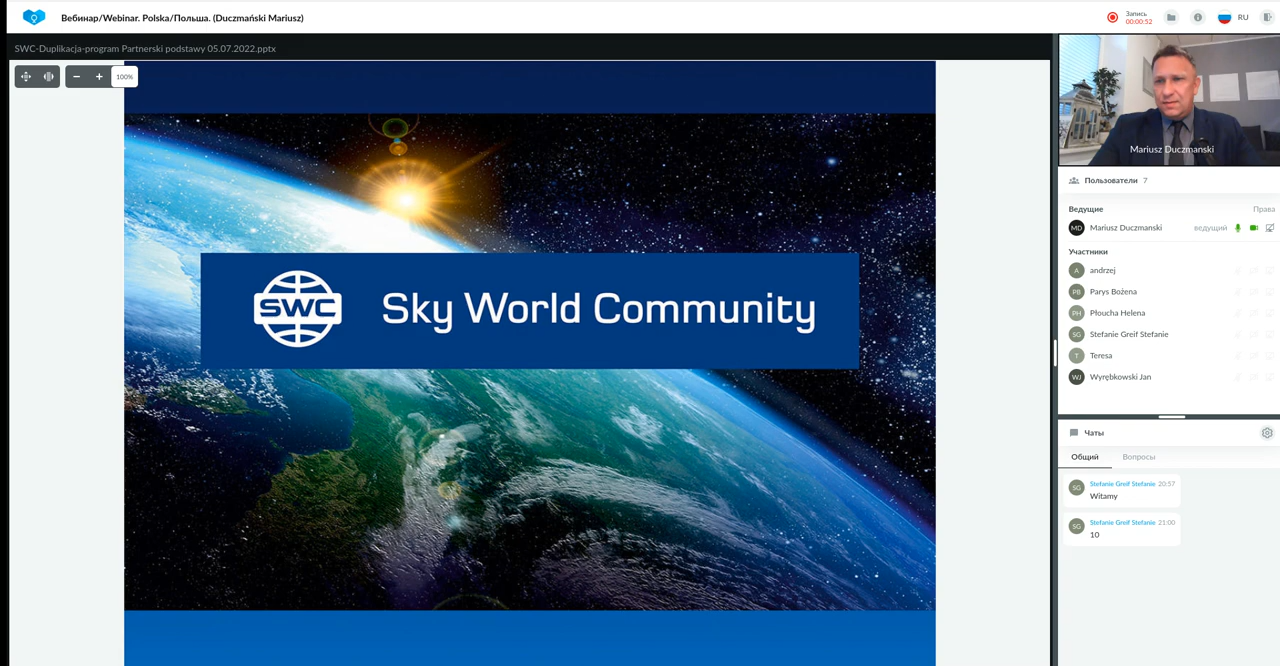 Вебинар/Webinar. Polska/Польша. (Duczmański Mariusz)
Запись
00:00:52
RU
SWC-Duplikacja-program Partnerski podstawy 05.07.2022.pptx
100%
SWC
Sky World Community
Mariusz Duczmanski
Пользователи 7
Ведущие
Права
MD Mariusz Duczmanski ведущий
Участники
A andrzej
PB Parys Bożena
PH Płoucha Helena
SG Stefanie Greif Stefanie
T Teresa
WJ Wyrębkowski Jan
Чаты
Общий Вопросы
SG Stefanie Greif Stefanie 20:57
Witamy
SG Stefanie Greif Stefanie 21:00
10